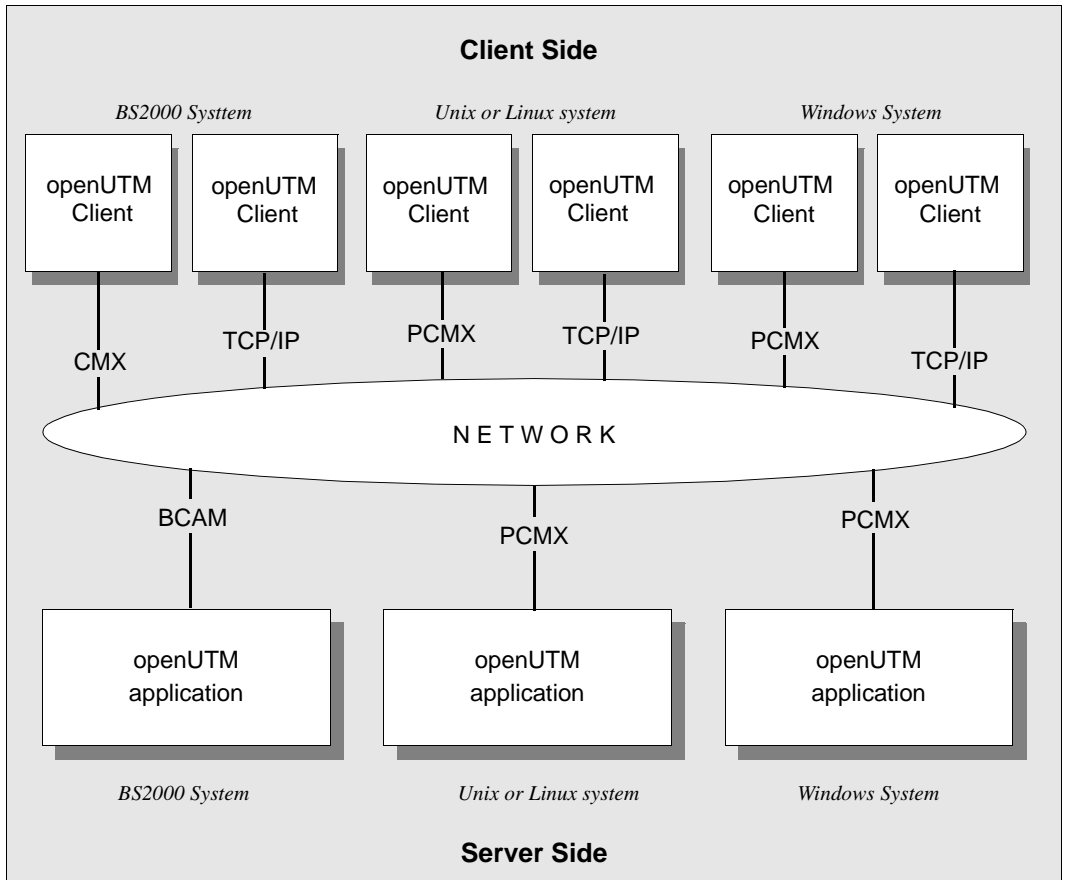 Client Side
BS2000 Systtem
Unix or Linux system
Windows System
openUTM
Client
openUTM
Client
openUTM
Client
openUTM
Client
openUTM
Client
openUTM
Client
CMX
TCP/IP
PCMX
TCP/IP
PCMX
TCP/IP
N E T W O R K
BCAM
PCMX
PCMX
openUTM
application
openUTM
application
openUTM
application
BS2000 System
Unix or Linux system
Windows System
Server Side